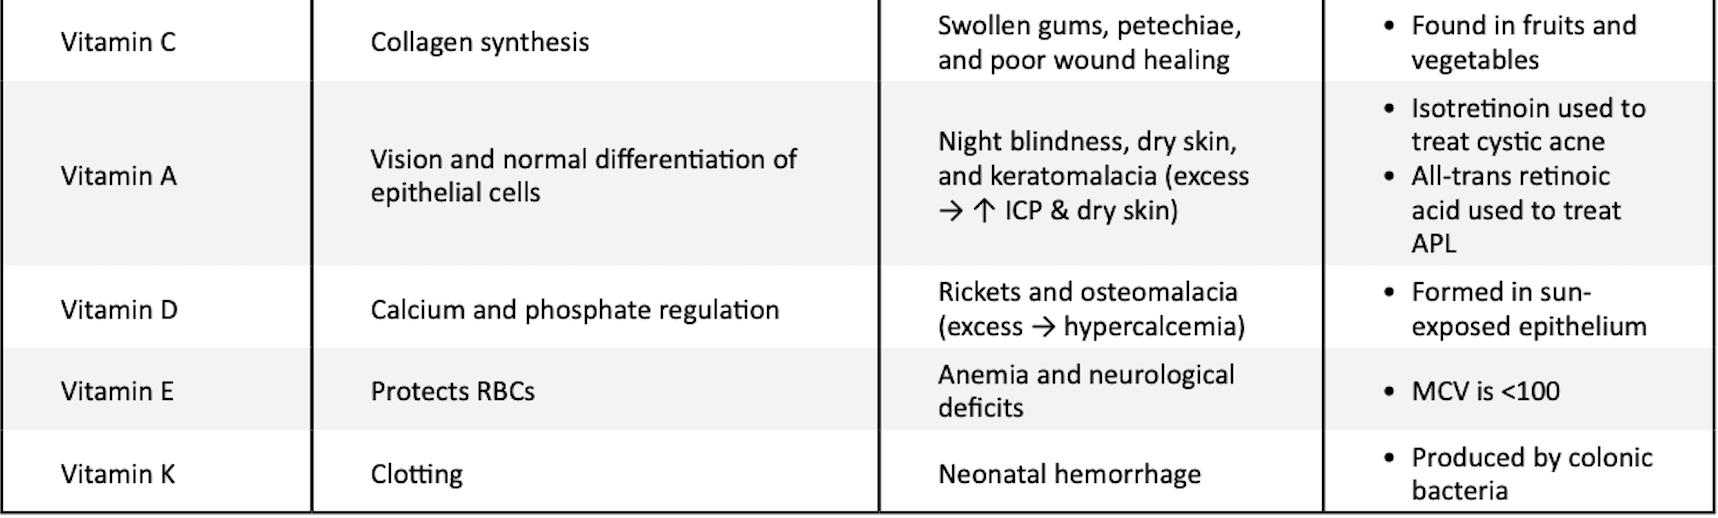 Vitamin C
Collagen synthesis
Swollen gums, petechiae,
and poor wound healing
• Found in fruits and
vegetables
Vitamin A
Vision and normal differentiation of
epithelial cells
Night blindness, dry skin,
and keratomalacia (excess
→ ↑ ICP & dry skin)
• Isotretinoin used to
treat cystic acne
• All-trans retinoic
acid used to treat
APL
Vitamin D
Calcium and phosphate regulation
Rickets and osteomalacia
(excess → hypercalcemia)
• Formed in sun-
exposed epithelium
Vitamin E
Protects RBCs
Anemia and neurological
deficits
• MCV is <100
Vitamin K
Clotting
Neonatal hemorrhage
• Produced by colonic
bacteria